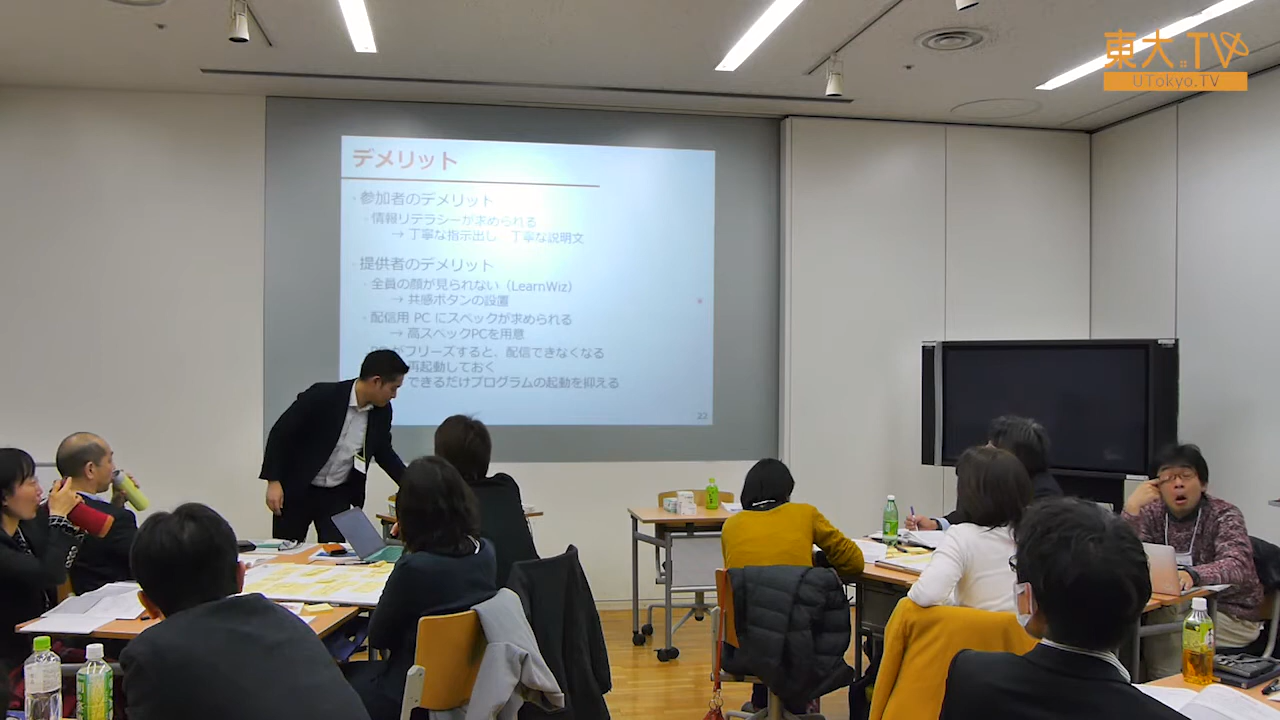 東大.TV
UTokyo.TV
デメリット
・参加者のデメリット
・情報リテラシーが求められる
→ 丁寧な指示出し、丁寧な説明文
・提供者のデメリット
・全員の顔が見られない（LearnWiz）
→ 共感ボタンの設置
・配信用 PC にスペックが求められる
→ 高スペックPCを用意
がフリーズすると、配信できなくなる
再起動しておく
できるだけプログラムの起動を抑える
22